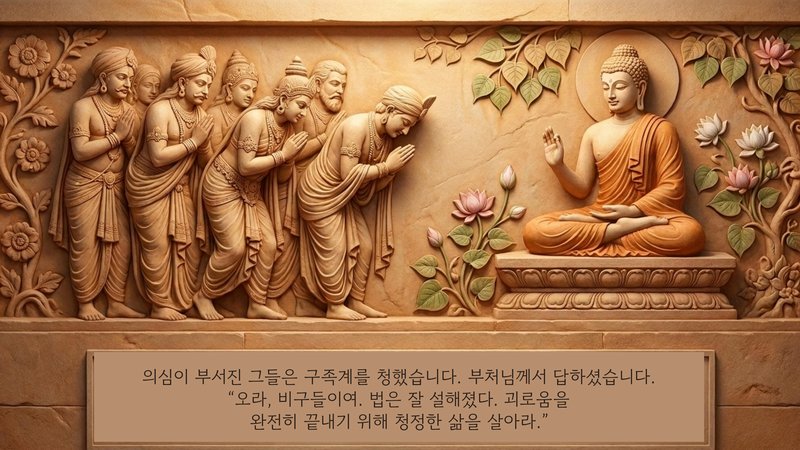 의심이 부서진 그들은 구족계를 청했습니다. 부처님께서 답하셨습니다.
“오라, 비구들이여. 법은 잘 설해졌다. 괴로움을
완전히 끝내기 위해 청정한 삶을 살아라.”